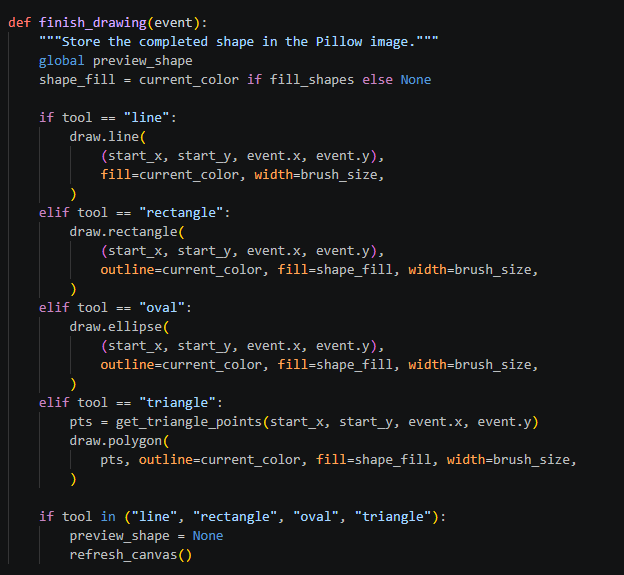 def finish_drawing(event):
    """Store the completed shape in the Pillow image."""
    global preview_shape
    shape_fill = current_color if fill_shapes else None

    if tool == "line":
        draw.line(
            (start_x, start_y, event.x, event.y),
            fill=current_color, width=brush_size,
        )
    elif tool == "rectangle":
        draw.rectangle(
            (start_x, start_y, event.x, event.y),
            outline=current_color, fill=shape_fill, width=brush_size,
        )
    elif tool == "oval":
        draw.ellipse(
            (start_x, start_y, event.x, event.y),
            outline=current_color, fill=shape_fill, width=brush_size,
        )
    elif tool == "triangle":
        pts = get_triangle_points(start_x, start_y, event.x, event.y)
        draw.polygon(
            pts, outline=current_color, fill=shape_fill, width=brush_size,
        )

    if tool in ("line", "rectangle", "oval", "triangle"):
        preview_shape = None
        refresh_canvas()